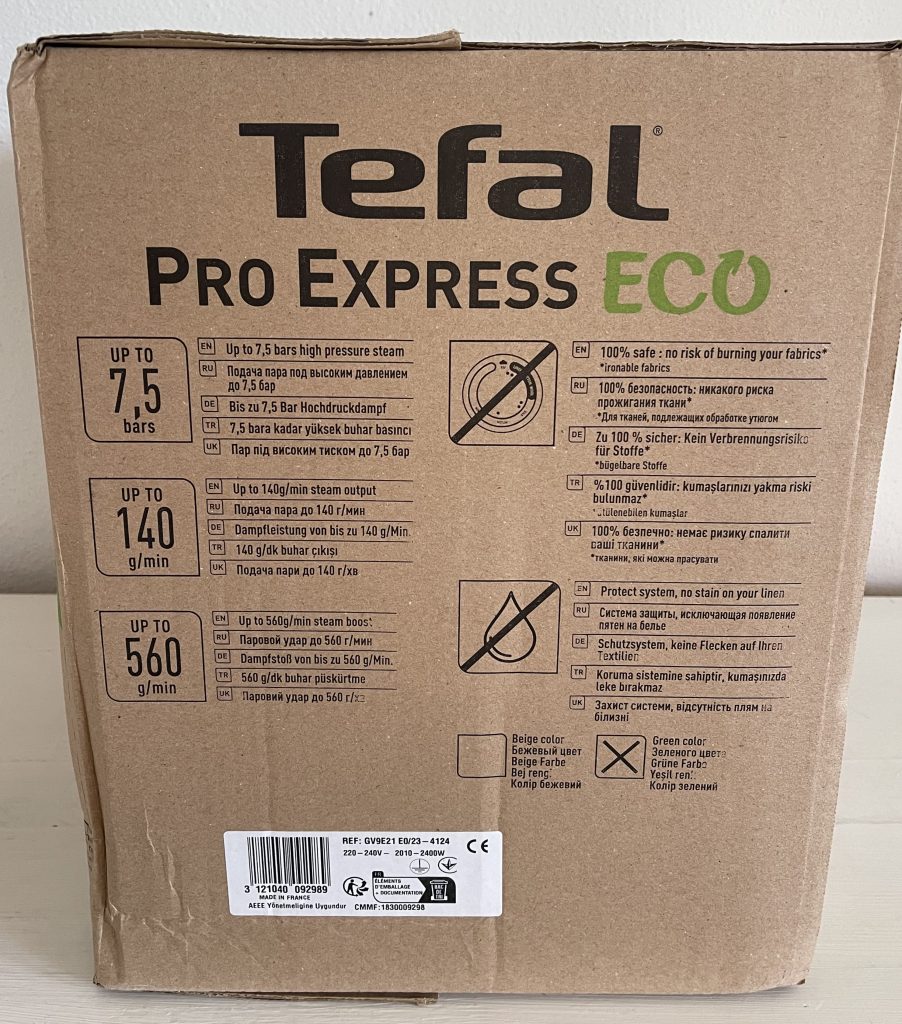 Tefal®
PRO EXPRESS ECO
UP TO
7,5
bars
EN Up to 7,5 bars high pressure steam
RU Подача пара под высоким давлением
до 7,5 бар
DE Bis zu 7,5 Bar Hochdruckdampf
TR 7,5 bara kadar yüksek buhar basıncı
UK Пар під високим тиском до 7,5 бар
UP TO
140
g/min
EN Up to 140g/min steam output
RU Подача пара до 140 г/мин
DE Dampfleistung von bis zu 140 g/Min.
TR 140 g/dk buhar çıkışı
UK Подача пари до 140 г/хв
UP TO
560
g/min
EN Up to 560g/min steam boost
RU Паровой удар до 560 г/мин
DE Dampfstoß von bis zu 560 g/Min.
TR 560 g/dk buhar püskürtme
UK Паровий удар до 560 г/хв
EN 100% safe : no risk of burning your fabrics*
*ironable fabrics
RU 100% безопасность: никакого риска
прожигания ткани*
*Для тканей, подлежащих обработке утюгом
DE Zu 100 % sicher: Kein Verbrennungsrisiko
für Stoffe*
*bügelbare Stoffe
TR %100 güvenlidir: kumaşlarınızı yakma riski
bulunmaz*
*ütülenebilen kumaşlar
UK 100% безпечно: немає ризику спалити
ваші тканини*
*тканини, які можна прасувати
EN Protect system, no stain on your linen
RU Система защиты, исключающая появление
пятен на белье
DE Schutzsystem, keine Flecken auf Ihren
Textilien
TR Koruma sistemine sahiptir, kumaşınızda
leke bırakmaz
UK Захист системи, відсутність плям на
білизні
Beige color
Бежевый цвет
Beige Farbe
Bej rengi
Колір бежевий
Green color
Зеленого цвета
Grüne Farbe
Yeşil renk
Колір зелений
REF: GV9E21 E0/23-4124
220-240V~ 2010-2400W
CE
3 121040 092989
MADE IN FRANCE
AEEE Yönetmeligine Uygundur
FR
ÉLÉMENTS
D'EMBALLAGE
+ DOCUMENTATION
BAC
DE
TRI
CMMF:1830009298